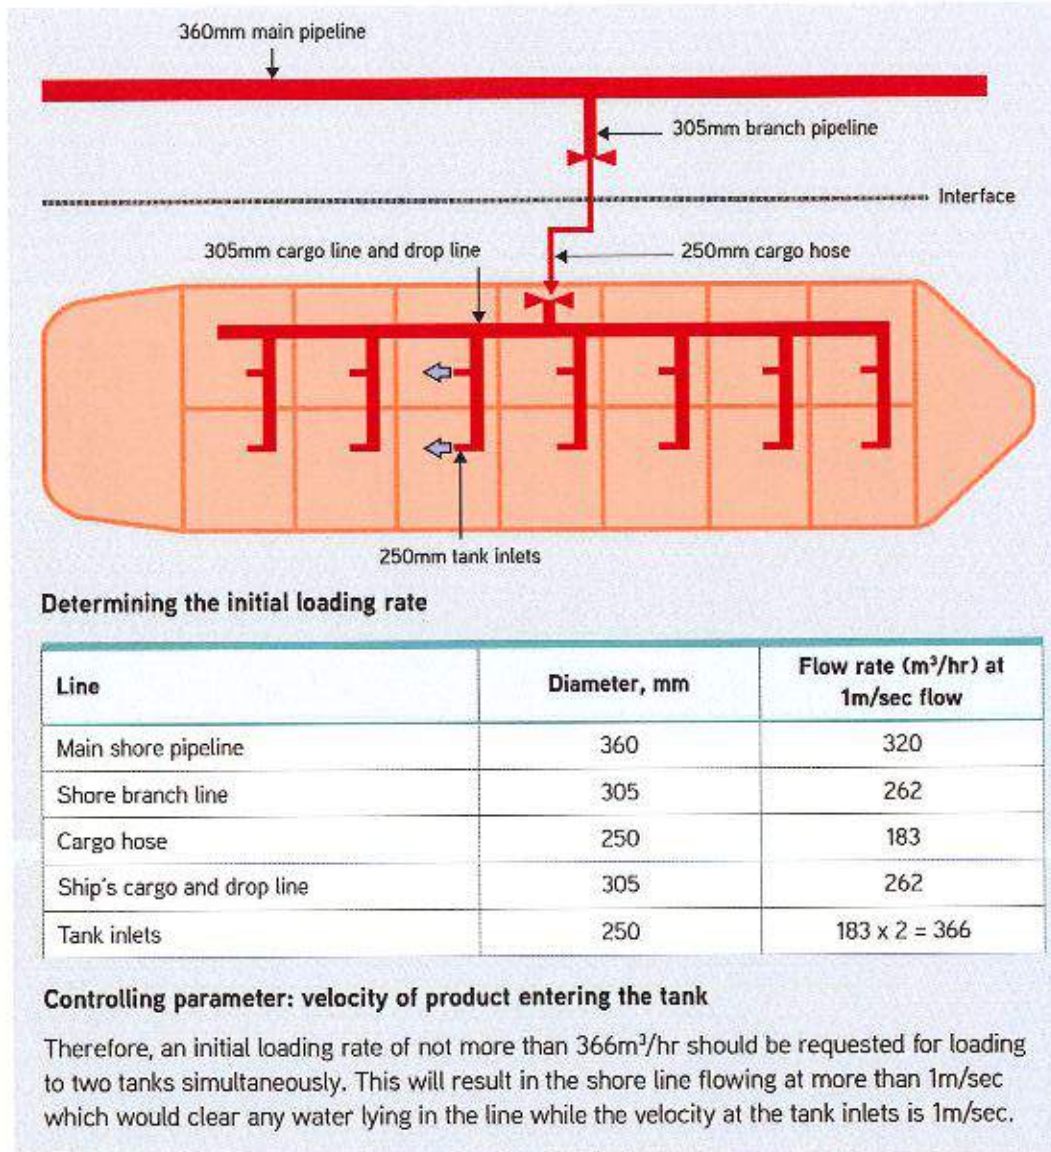 360mm main pipeline
305mm branch pipeline
Interface
305mm cargo line and drop line
250mm cargo hose
250mm tank inlets
Determining the initial loading rate
Line Diameter, mm Flow rate (m³/hr) at
1m/sec flow
Main shore pipeline 360 320
Shore branch line 305 262
Cargo hose 250 183
Ship's cargo and drop line 305 262
Tank inlets 250 183 x 2 = 366
Controlling parameter: velocity of product entering the tank
Therefore, an initial loading rate of not more than 366m³/hr should be requested for loading
to two tanks simultaneously. This will result in the shore line flowing at more than 1m/sec
which would clear any water lying in the line while the velocity at the tank inlets is 1m/sec.